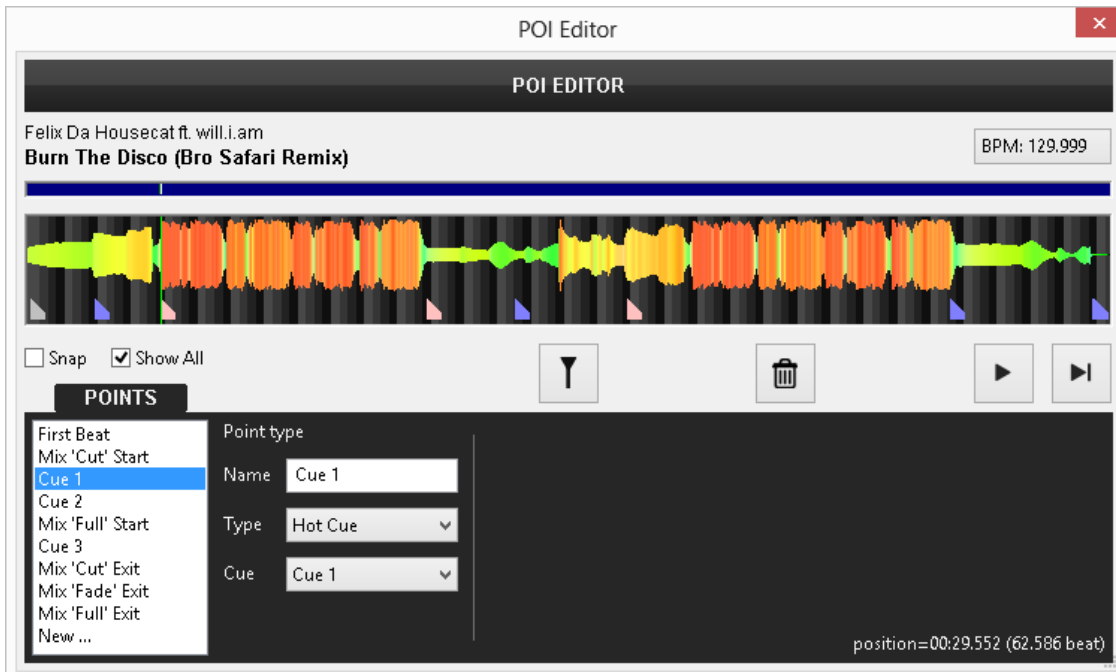 POI Editor
POI EDITOR
Felix Da Housecat ft. will.i.am
Burn The Disco (Bro Safari Remix)
BPM: 129.999
Snap
Show All
POINTS
First Beat
Mix 'Cut' Start
Cue 1
Cue 2
Mix 'Full' Start
Cue 3
Mix 'Cut' Exit
Mix 'Fade' Exit
Mix 'Full' Exit
New ...
Point type
Name Cue 1
Type Hot Cue
Cue Cue 1
position=00:29.552 (62.586 beat)